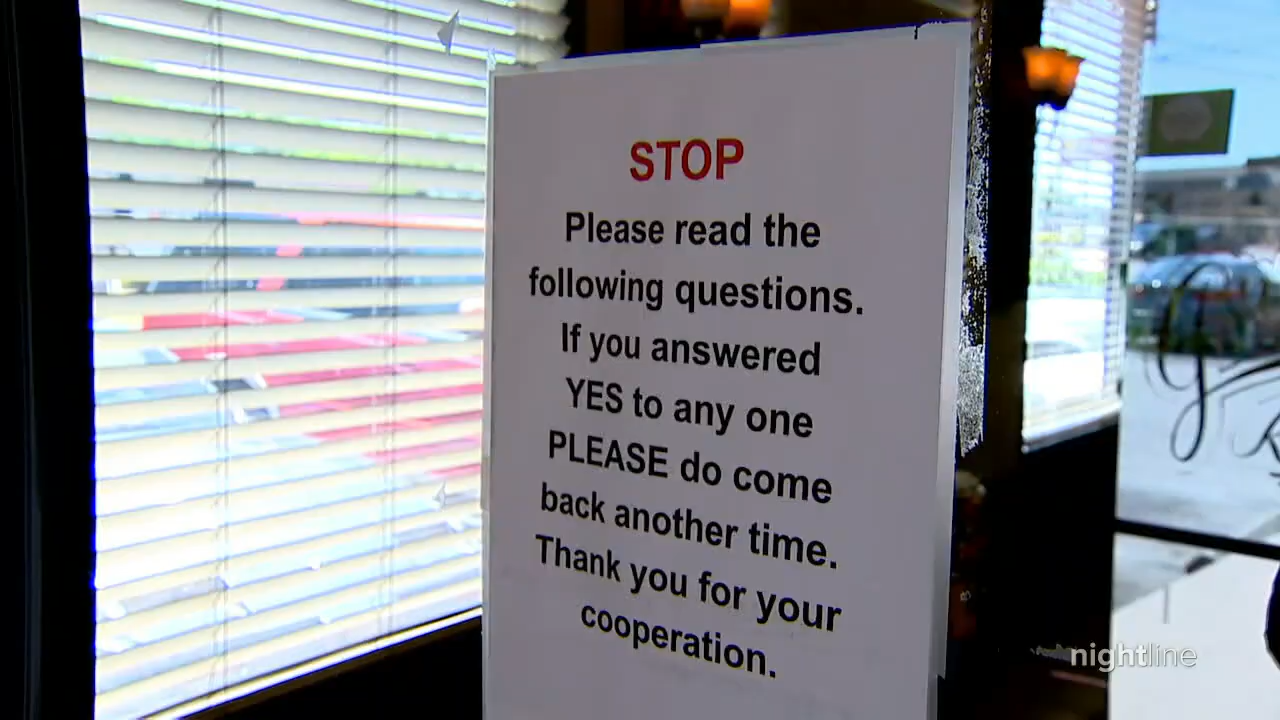 STOP
Please read the
following questions.
If you answered
YES to any one
PLEASE do come
back another time.
Thank you for your
cooperation.
nightline